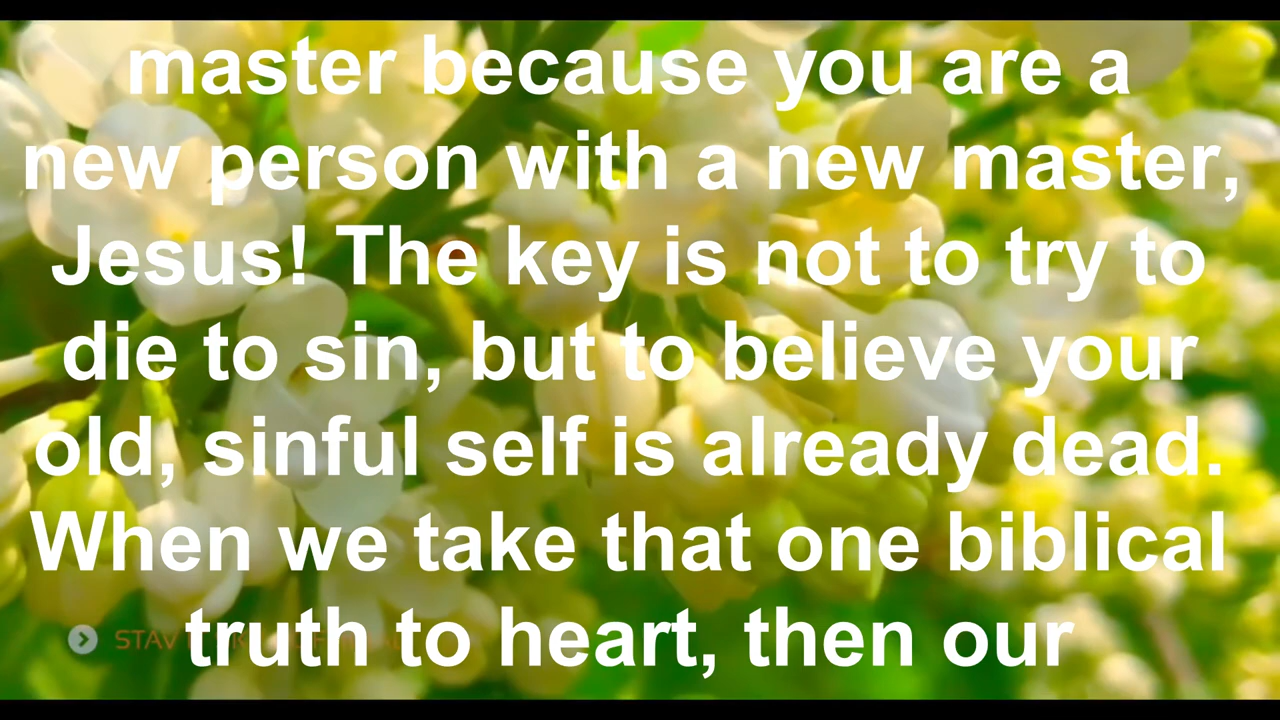 master because you are a
new person with a new master,
Jesus! The key is not to try to
die to sin, but to believe your
old, sinful self is already dead.
When we take that one biblical
truth to heart, then our